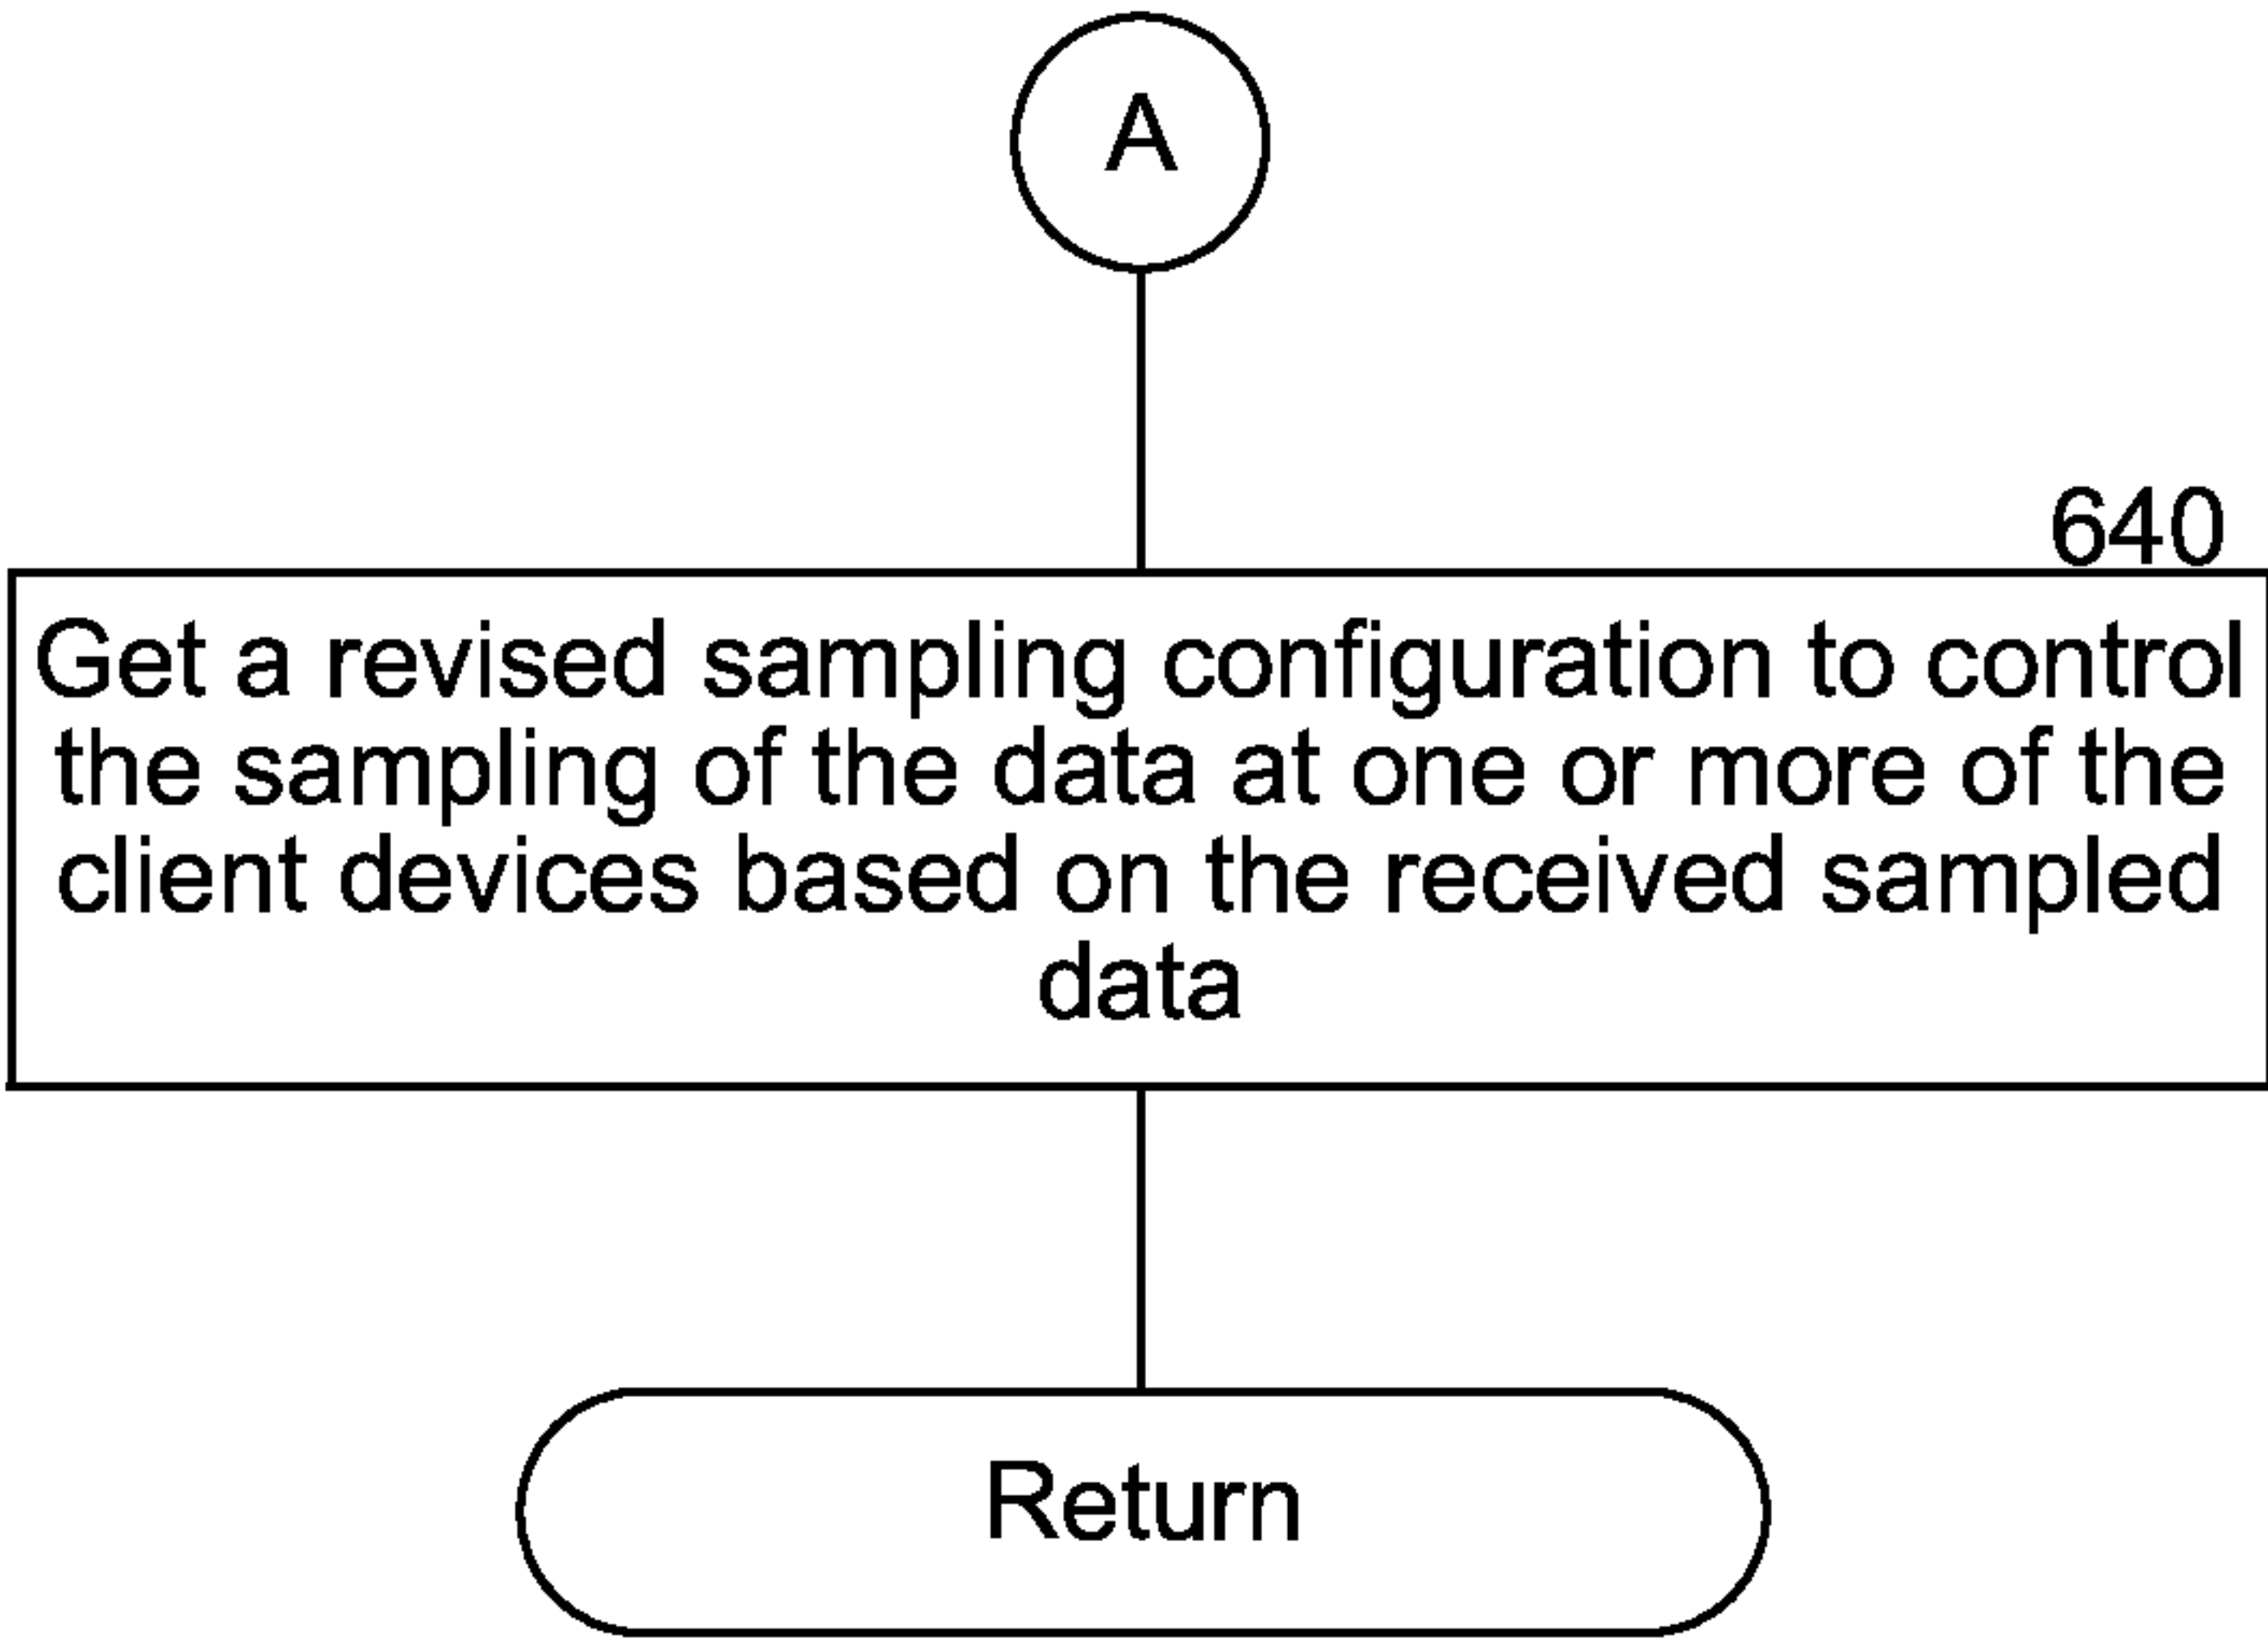 A
640
Get a revised sampling configuration to control
the sampling of the data at one or more of the
client devices based on the received sampled
data
Return